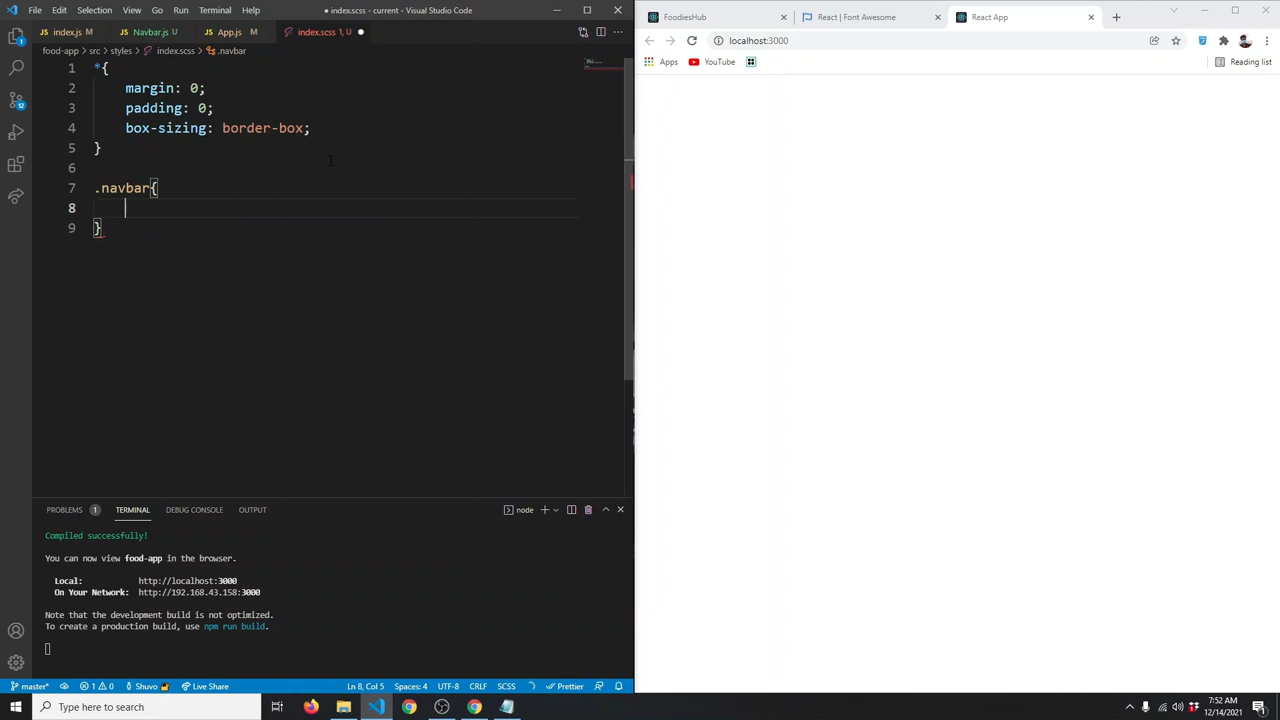 File Edit Selection View Go Run Terminal Help
● index.scss - current - Visual Studio Code
JS index.js M
JS Navbar.js U
JS App.js M
index.scss 1, U ●
food-app > src > styles > index.scss > .navbar
1 *{
2 margin: 0;
3 padding: 0;
4 box-sizing: border-box;
5 }
6
7 .navbar{
8
9 }
PROBLEMS 1 TERMINAL DEBUG CONSOLE OUTPUT
node
Compiled successfully!
You can now view food-app in the browser.
Local: http://localhost:3000
On Your Network: http://192.168.43.158:3000
Note that the development build is not optimized.
To create a production build, use npm run build.
12
master* 1 0 Shuvo Live Share
Ln 8, Col 5 Spaces: 4 UTF-8 CRLF SCSS Prettier
FoodiesHub
React | Font Awesome
React App
localhost:3000
Apps YouTube Reading list
Type here to search
7:52 AM
12/14/2021
1